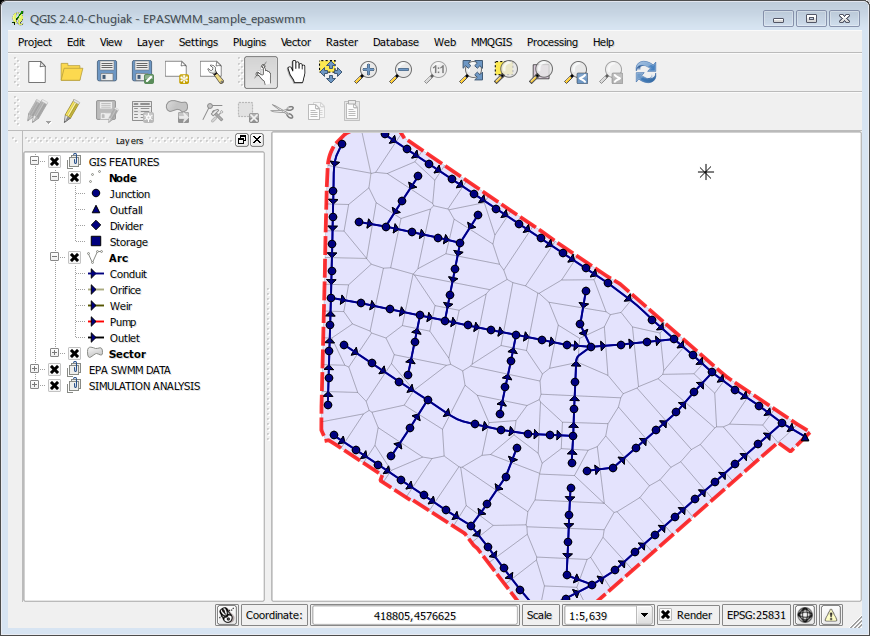 QGIS 2.4.0-Chugiak - EPASWMM_sample_epaswmm
Project Edit View Layer Settings Plugins Vector Raster Database Web MMQGIS Processing Help
1:1
Layers
GIS FEATURES
Node
Junction
Outfall
Divider
Storage
Arc
Conduit
Orifice
Weir
Pump
Outlet
Sector
EPA SWMM DATA
SIMULATION ANALYSIS
Coordinate: 418805,4576625 Scale 1:5,639 Render EPSG:25831